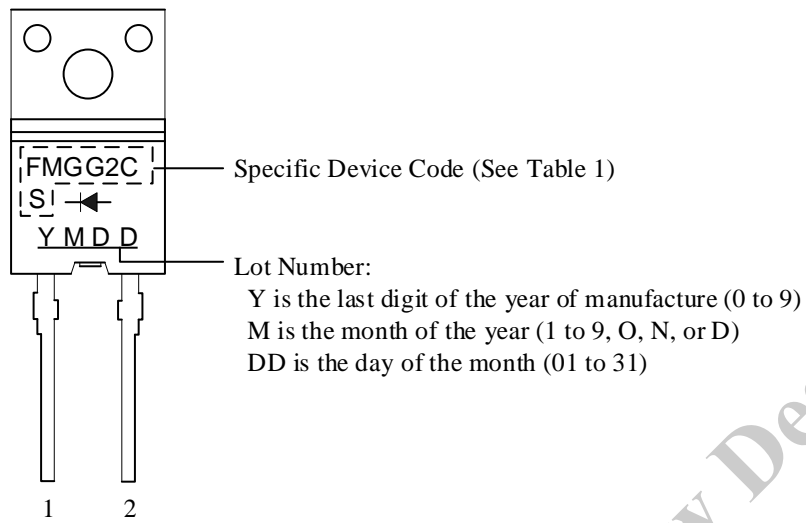 FMGG2C
Specific Device Code (See Table 1)
S
Y M D D
Lot Number:
Y is the last digit of the year of manufacture (0 to 9)
M is the month of the year (1 to 9, O, N, or D)
DD is the day of the month (01 to 31)
1 2